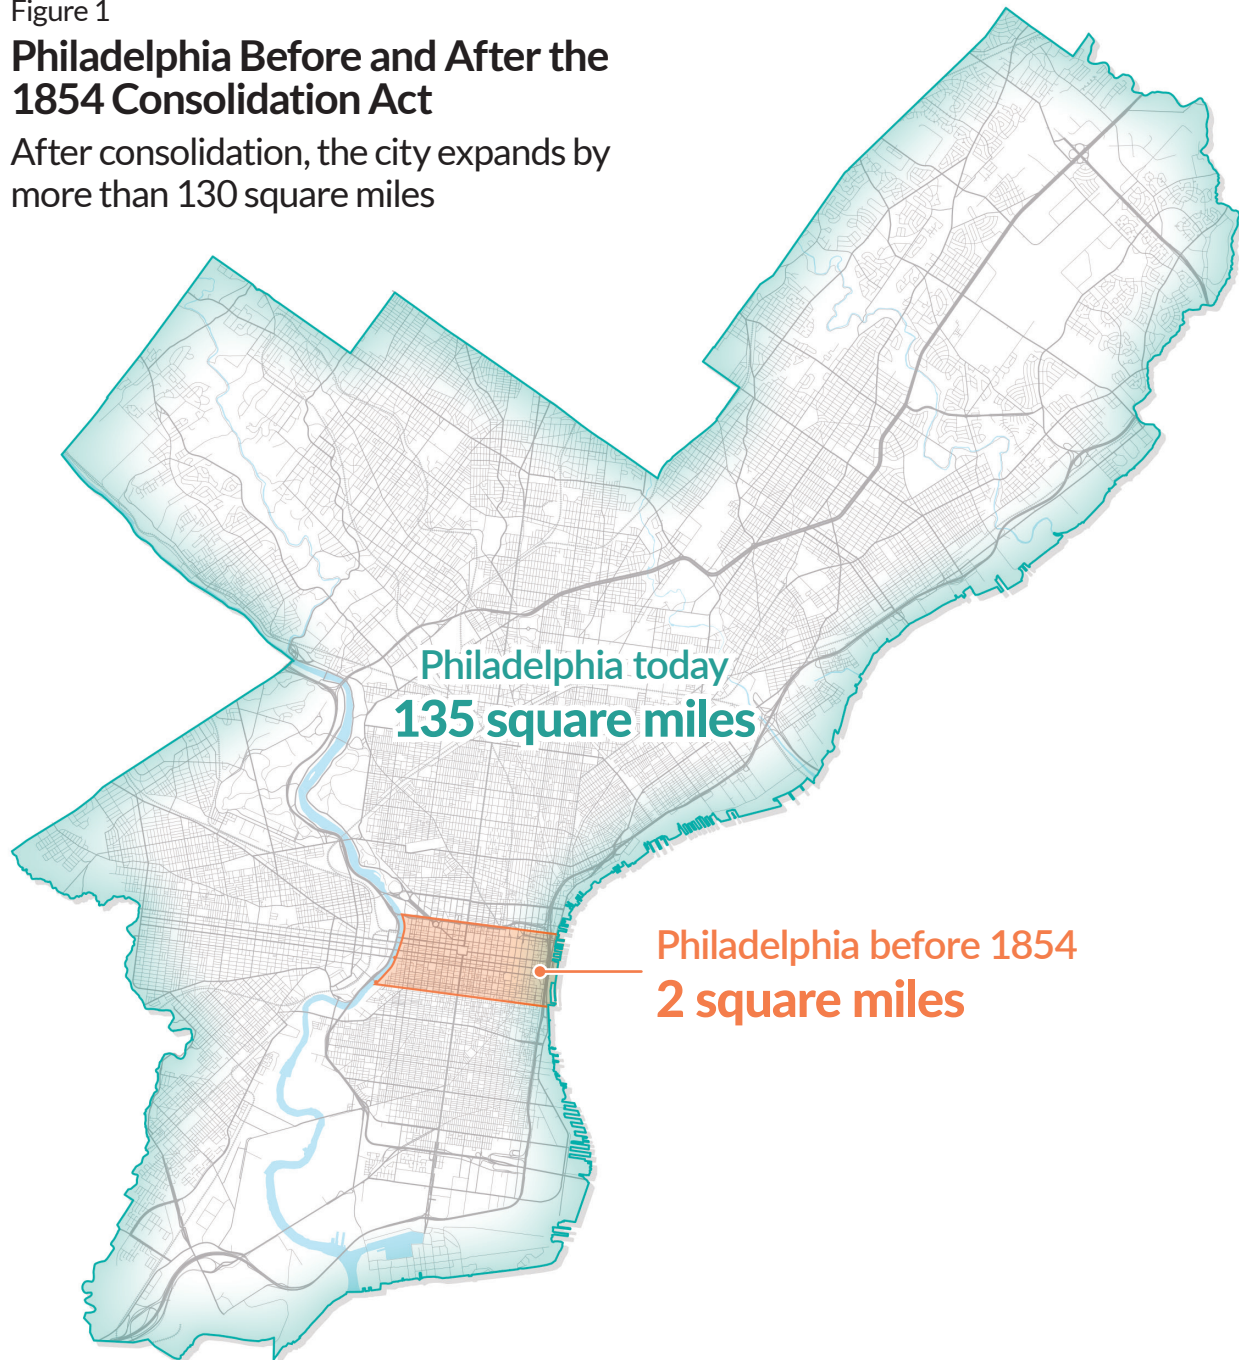 Figure 1
Philadelphia Before and After the
1854 Consolidation Act
After consolidation, the city expands by
more than 130 square miles
Philadelphia today
135 square miles
Philadelphia before 1854
2 square miles